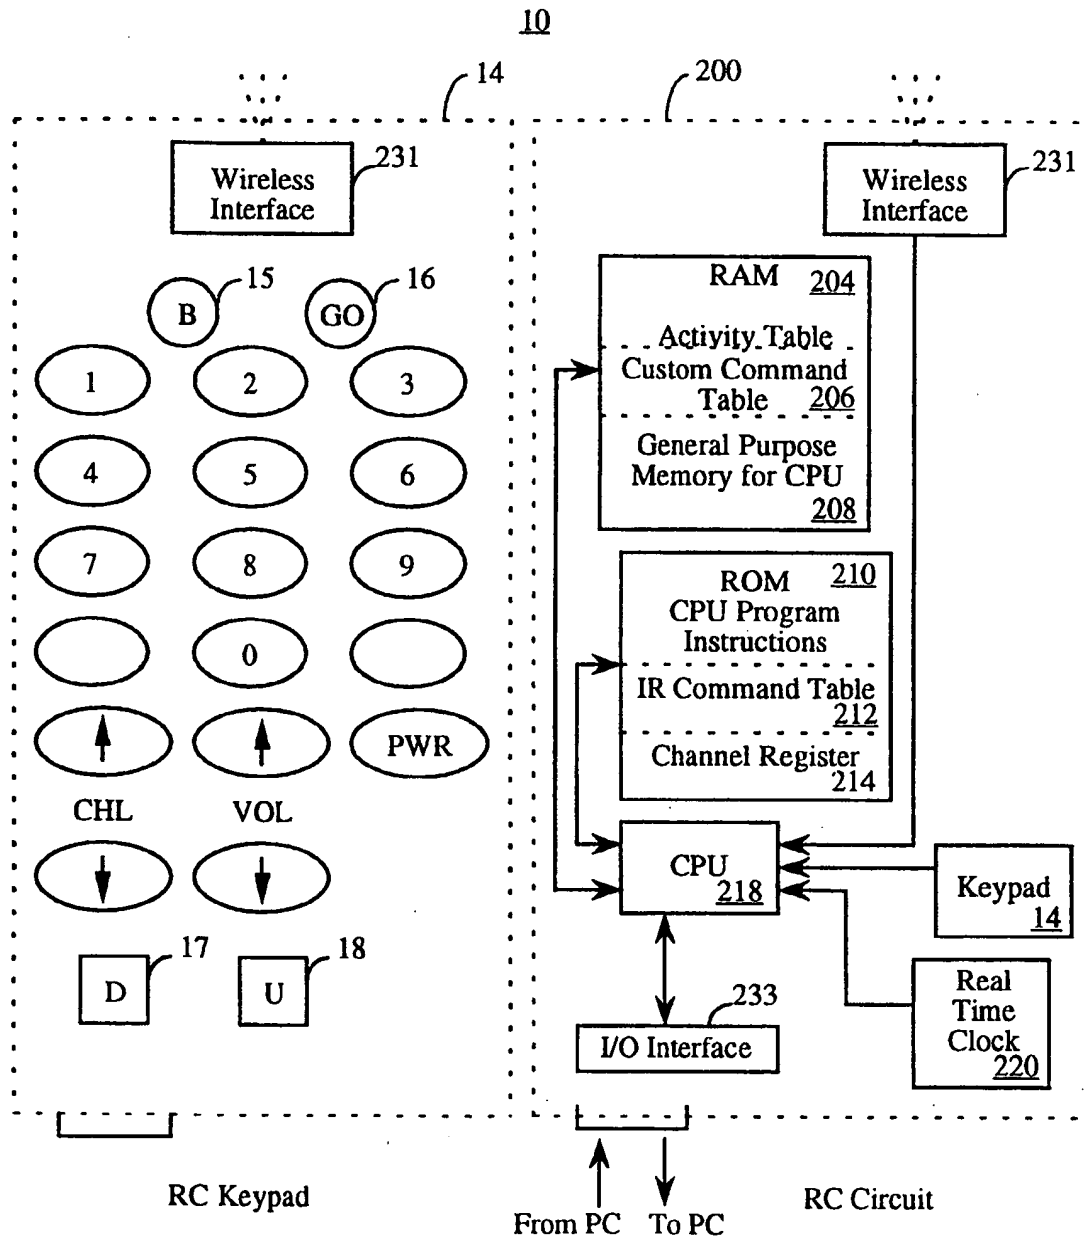 10
14
200
Wireless
Interface
231
15
16
B
GO
1
2
3
4
5
6
7
8
9
0
PWR
CHL
VOL
17
18
D
U
RC Keypad
Wireless
Interface
231
RAM
204
Activity Table
Custom Command
Table 206
General Purpose
Memory for CPU
208
ROM 210
CPU Program
Instructions
IR Command Table
212
Channel Register
214
CPU
218
Keypad
14
Real
Time
Clock
220
233
I/O Interface
From PC
To PC
RC Circuit